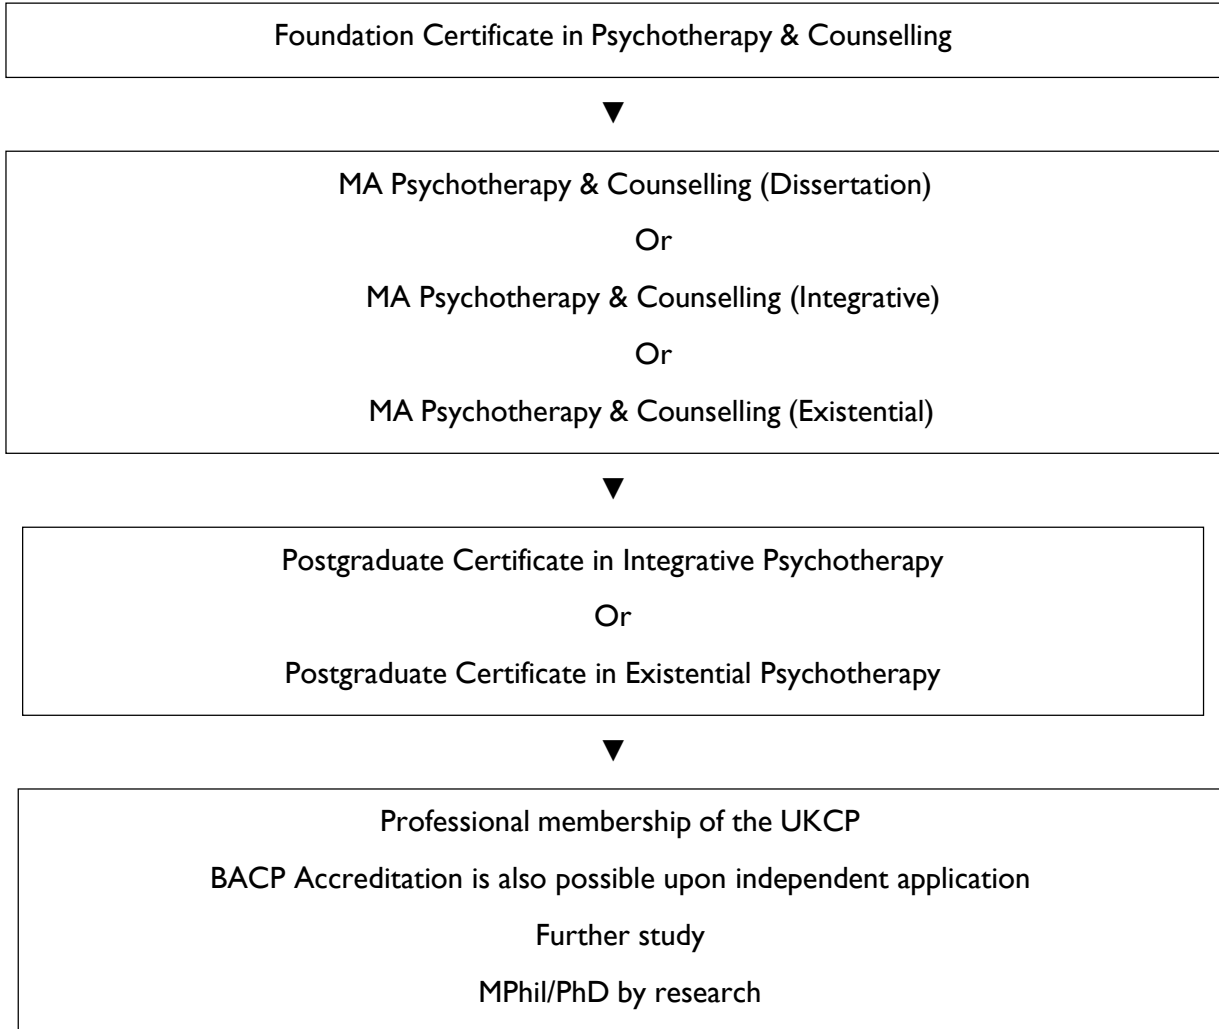 Foundation Certificate in Psychotherapy & Counselling
MA Psychotherapy & Counselling (Dissertation)
Or
MA Psychotherapy & Counselling (Integrative)
Or
MA Psychotherapy & Counselling (Existential)
Postgraduate Certificate in Integrative Psychotherapy
Or
Postgraduate Certificate in Existential Psychotherapy
Professional membership of the UKCP
BACP Accreditation is also possible upon independent application
Further study
MPhil/PhD by research